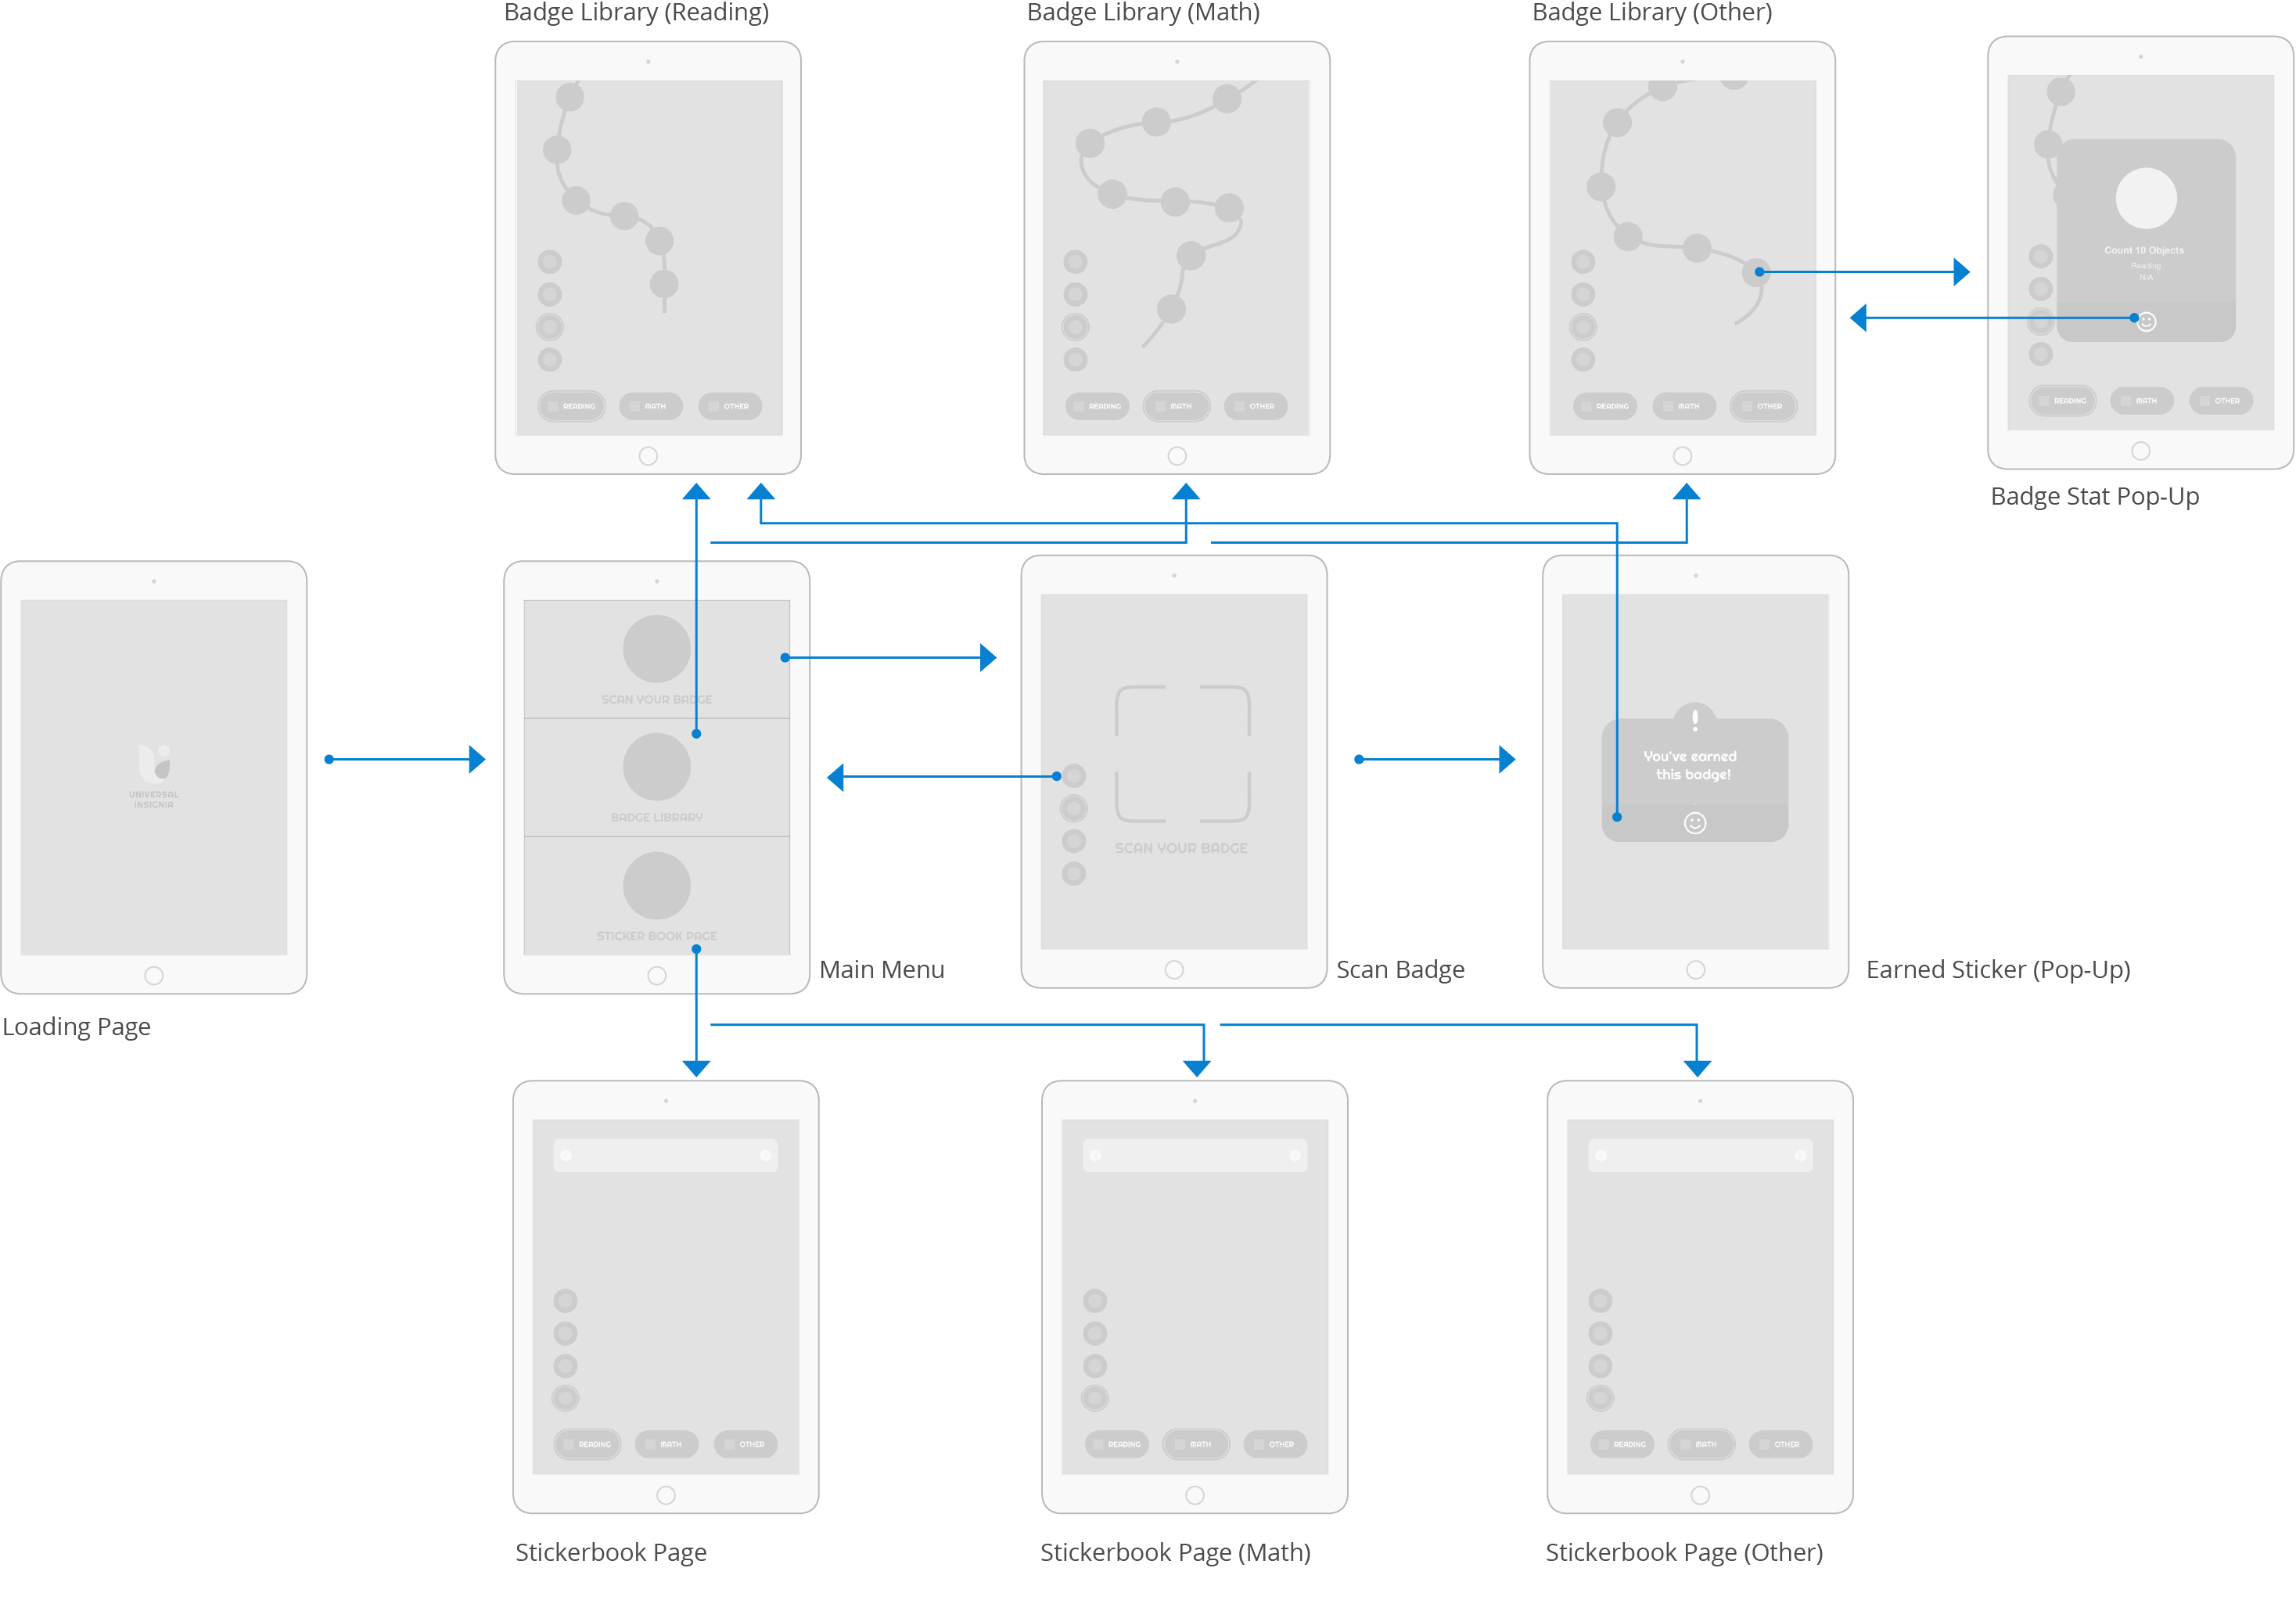 Badge Library (Reading)
Badge Library (Math)
Badge Library (Other)
READING
MATH
OTHER
READING
MATH
OTHER
READING
MATH
OTHER
Count 10 Objects
Reading
N/A
READING
MATH
OTHER
Badge Stat Pop-Up
UNIVERSAL
INSIGNIA
Loading Page
SCAN YOUR BADGE
BADGE LIBRARY
STICKER BOOK PAGE
Main Menu
SCAN YOUR BADGE
Scan Badge
!
You've earned
this badge!
Earned Sticker (Pop-Up)
READING
MATH
OTHER
READING
MATH
OTHER
READING
MATH
OTHER
Stickerbook Page
Stickerbook Page (Math)
Stickerbook Page (Other)